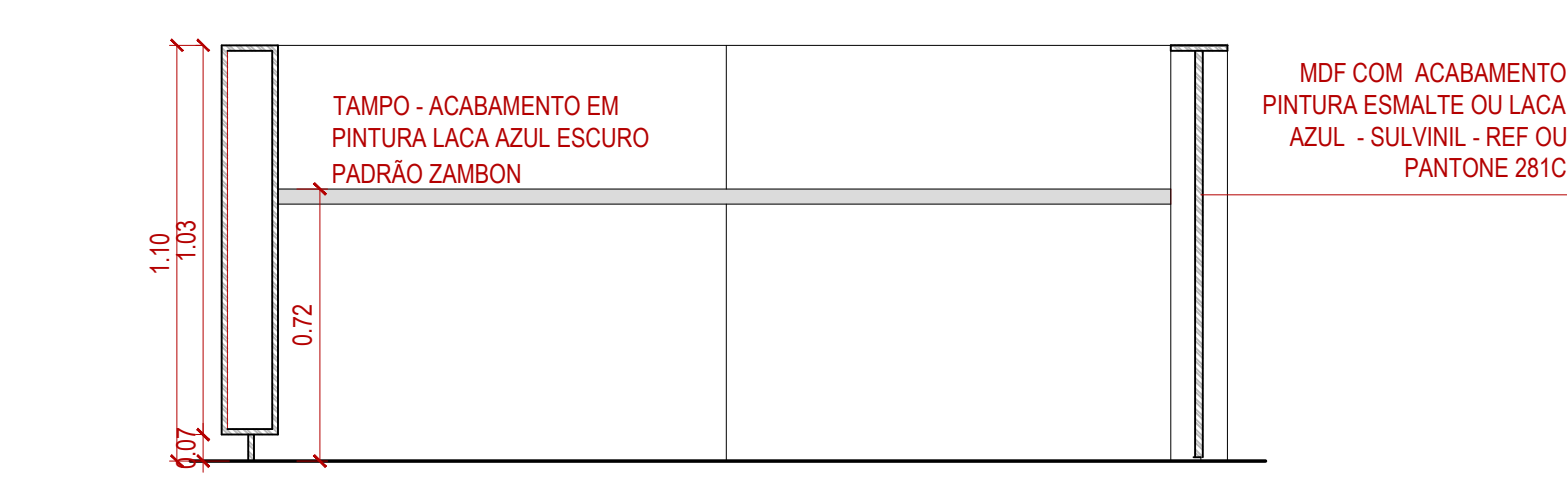 TAMPO - ACABAMENTO EM
PINTURA LACA AZUL ESCURO
PADRÃO ZAMBON
MDF COM ACABAMENTO
PINTURA ESMALTE OU LACA
AZUL - SULVINIL - REF OU
PANTONE 281C
1.10
1.03
0.72
0.07